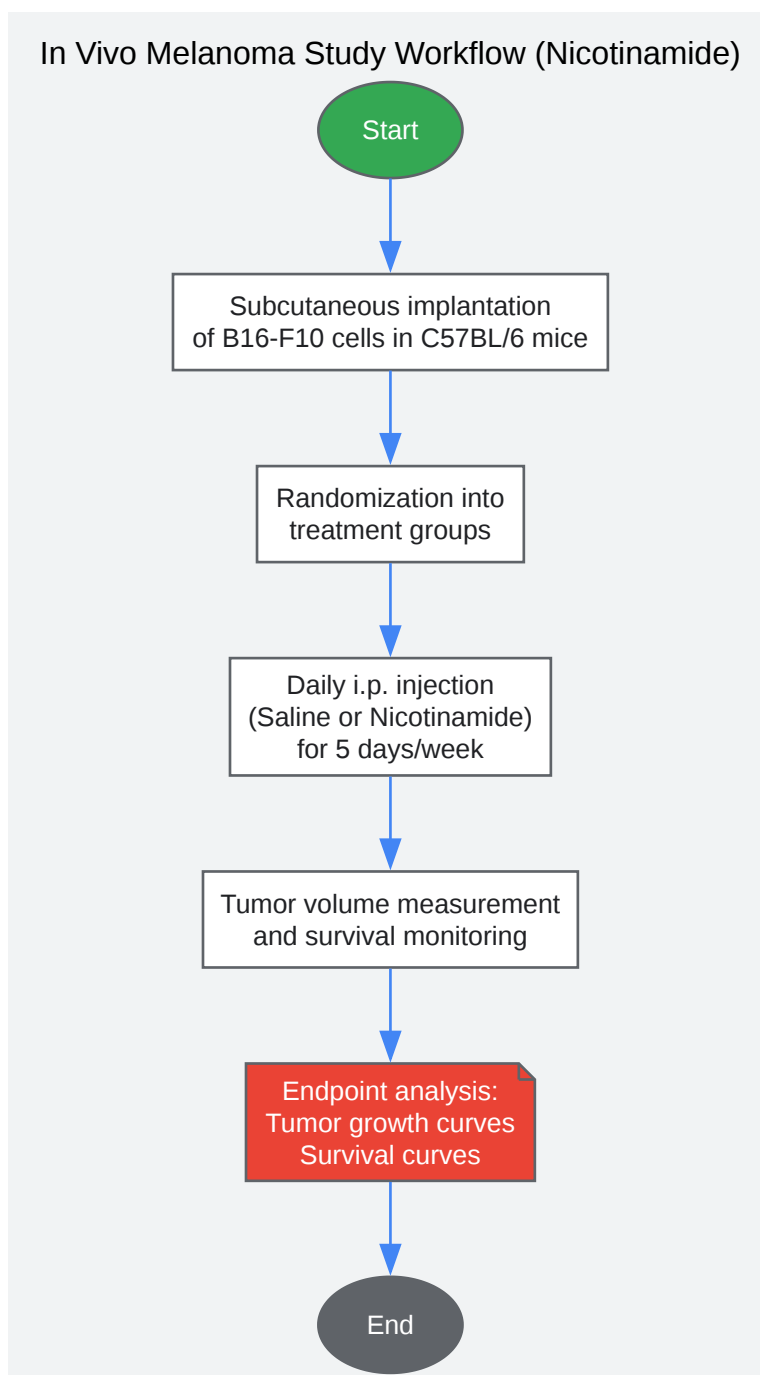 In Vivo Melanoma Study Workflow (Nicotinamide)
Start
Subcutaneous implantation
of B16-F10 cells in C57BL/6 mice
Randomization into
treatment groups
Daily i.p. injection
(Saline or Nicotinamide)
for 5 days/week
Tumor volume measurement
and survival monitoring
Endpoint analysis:
Tumor growth curves
Survival curves
End